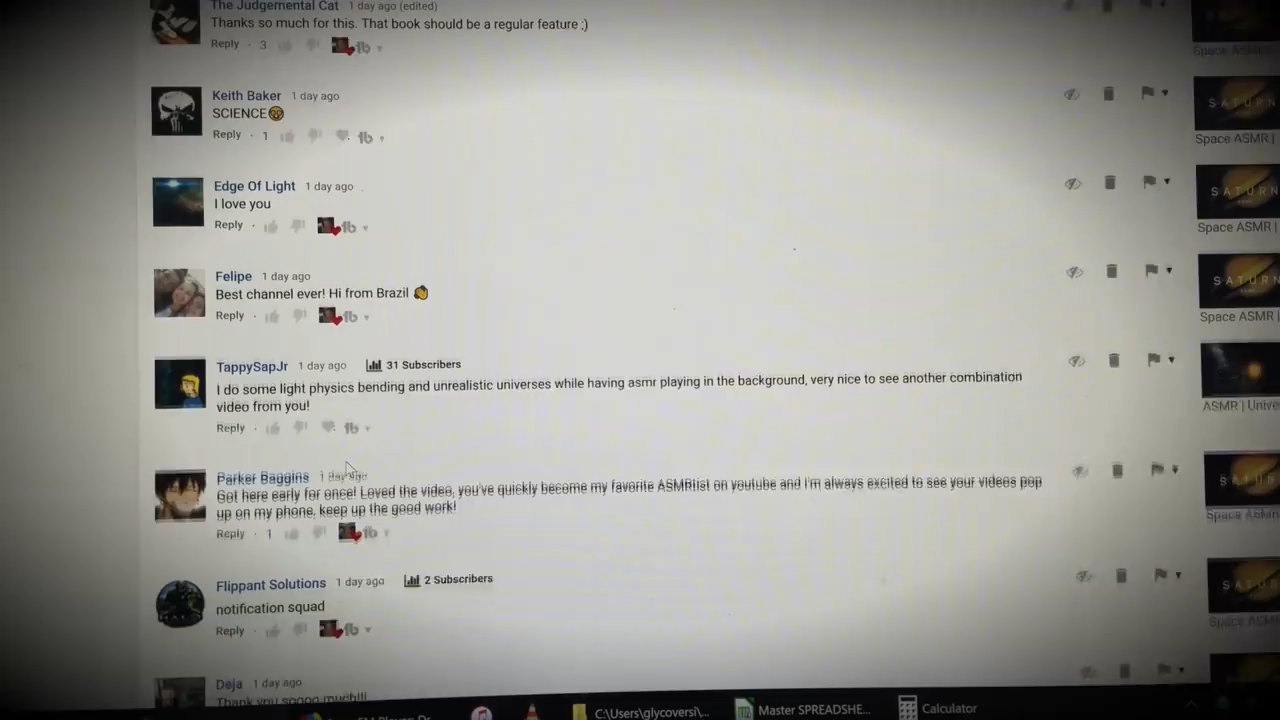 The Judgemental Cat 1 day ago (edited)
Thanks so much for this. That book should be a regular feature ;)
Reply · 3
Space ASMR |
Keith Baker 1 day ago
SCIENCE🤓
Reply · 1
SATURN
Space ASMR |
Edge Of Light 1 day ago
I love you
Reply ·
SATURN
Space ASMR |
Felipe 1 day ago
Best channel ever! Hi from Brazil
Reply ·
SATURN
Space ASMR |
TappySapJr 1 day ago 31 Subscribers
I do some light physics bending and unrealistic universes while having asmr playing in the background, very nice to see another combination
video from you!
Reply ·
ASMR | Unive
Parker Baggins 1 day ago
Got here early for once! Loved the video, you've quickly become my favorite ASMRtist on youtube and I'm always excited to see your videos pop
up on my phone, keep up the good work!
Reply · 1
SATURN
Space ASMR
Flippant Solutions 1 day ago 2 Subscribers
notification squad
Reply ·
SATURN
Space ASMR
Deja 1 day ago
Thank you soooo much!!!
C:\Users\glycoversi\... Master SPREADSHE... Calculator